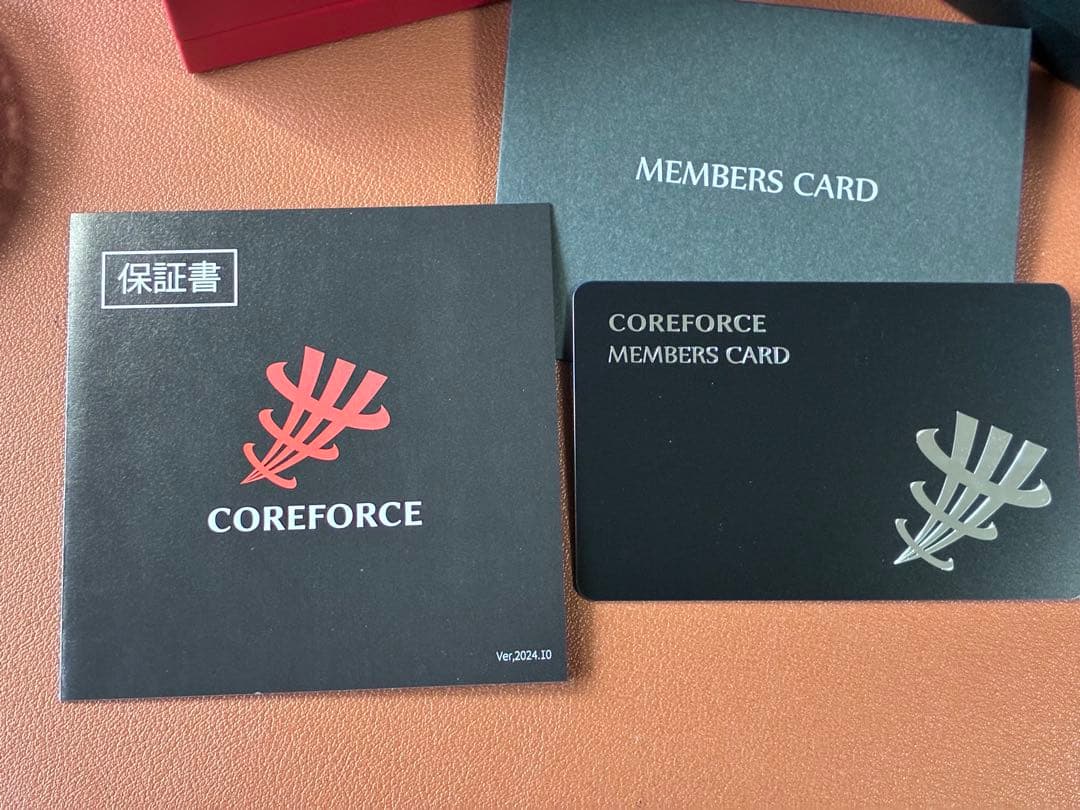 MEMBERS CARD
保証書
COREFORCE
Ver,2024.10
COREFORCE
MEMBERS CARD